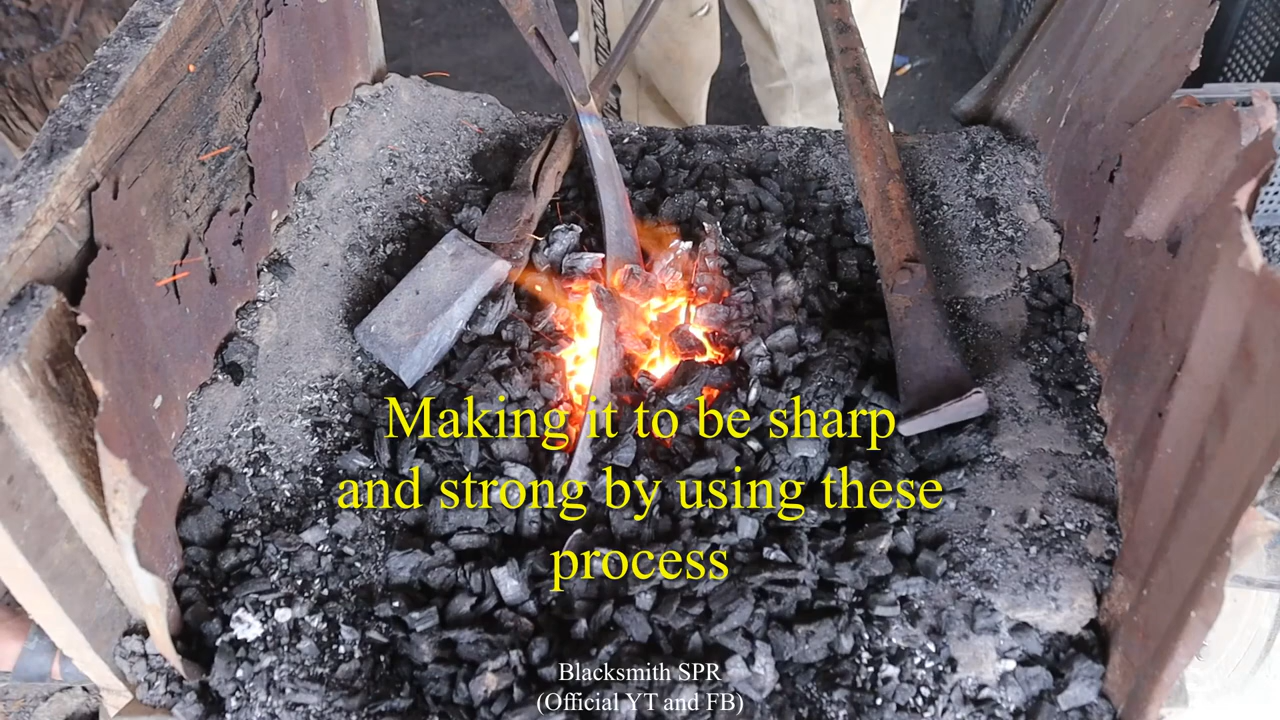 Making it to be sharp
and strong by using these
process
Blacksmith SPR
(Official YT and FB)